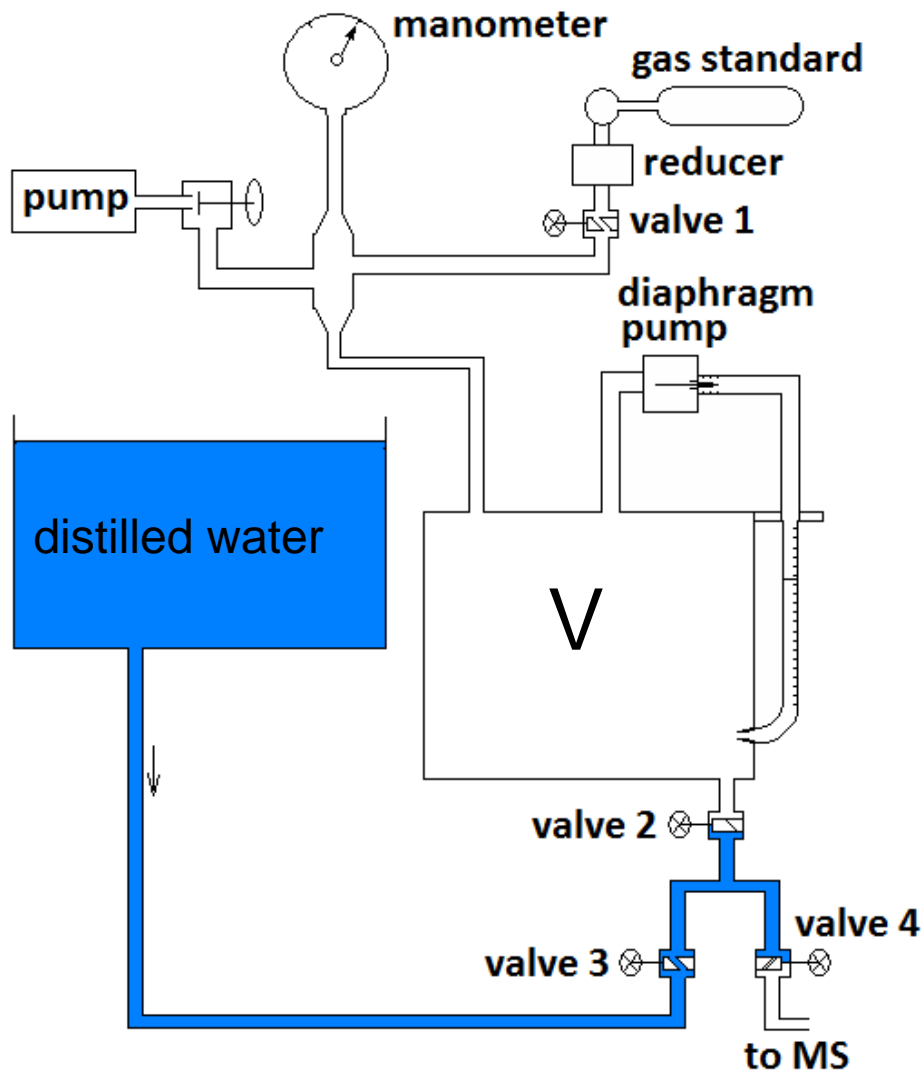 manometer
gas standard
reducer
pump
valve 1
diaphragm
pump
distilled water
V
valve 2
valve 4
valve 3
to MS